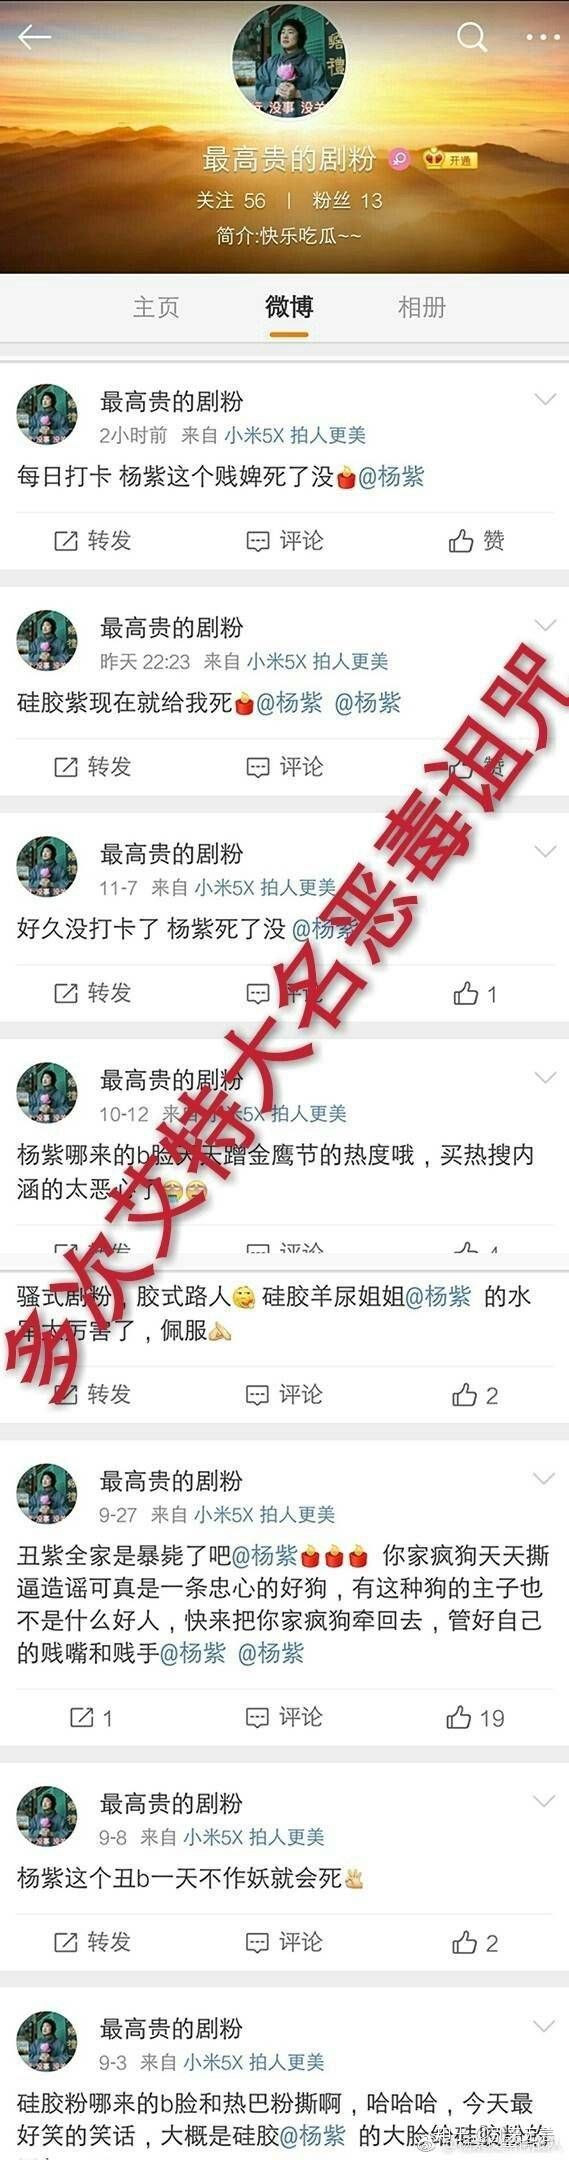 最高贵的剧粉 开通
关注 56 | 粉丝 13
简介:快乐吃瓜~~
主页 微博 相册
最高贵的剧粉
2小时前 来自 小米5X 拍人更美
每日打卡 杨紫这个贱婢死了没🕯@杨紫
转发 评论 赞
最高贵的剧粉
昨天 22:23 来自 小米5X 拍人更美
硅胶紫现在就给我死🕯@杨紫 @杨紫
转发 评论 赞
最高贵的剧粉
11-7 来自 小米5X 拍人更美
好久没打卡了 杨紫死了没 @杨紫
转发 评论 1
多次艾特大名恶毒诅咒
最高贵的剧粉
10-12 来自 小米5X 拍人更美
杨紫哪来的b脸天天蹭金鹰节的热度哦，买热搜内
涵的太恶心了
转发 评论 4
骚式剧粉，胶式路人 硅胶羊尿姐姐@杨紫 的水
军太厉害了，佩服
转发 评论 2
最高贵的剧粉
9-27 来自 小米5X 拍人更美
丑紫全家是暴毙了吧@杨紫🕯🕯🕯 你家疯狗天天撕
逼造谣可真是一条忠心的好狗，有这种狗的主子也
不是什么好人，快来把你家疯狗牵回去，管好自己
的贱嘴和贱手@杨紫 @杨紫
1 评论 19
最高贵的剧粉
9-8 来自 小米5X 拍人更美
杨紫这个丑b一天不作妖就会死
转发 评论 2
最高贵的剧粉
9-3 来自 小米5X 拍人更美
硅胶粉哪来的b脸和热巴粉撕啊，哈哈哈，今天最
好笑的笑话，大概是硅胶@杨紫 的大脸给硅胶粉的